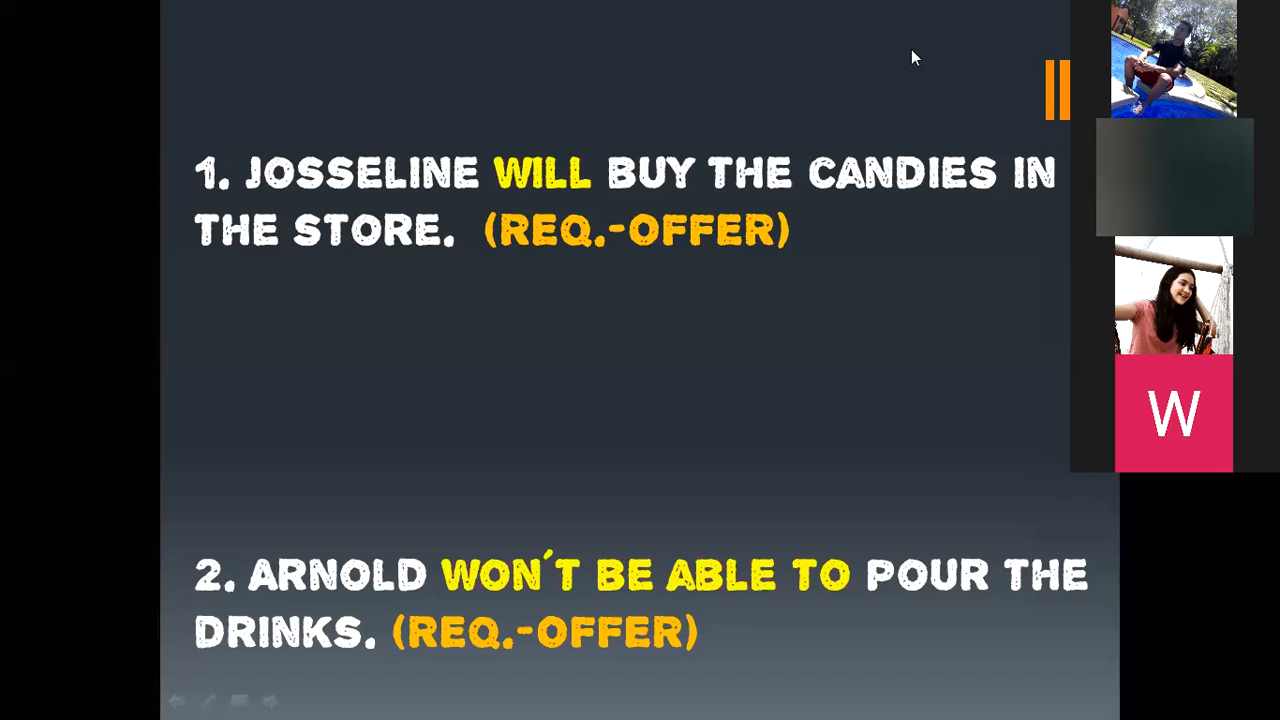 1. JOSSELINE WILL BUY THE CANDIES IN
THE STORE. (REQ.-OFFER)
W
2. ARNOLD WON´T BE ABLE TO POUR THE
DRINKS. (REQ.-OFFER)